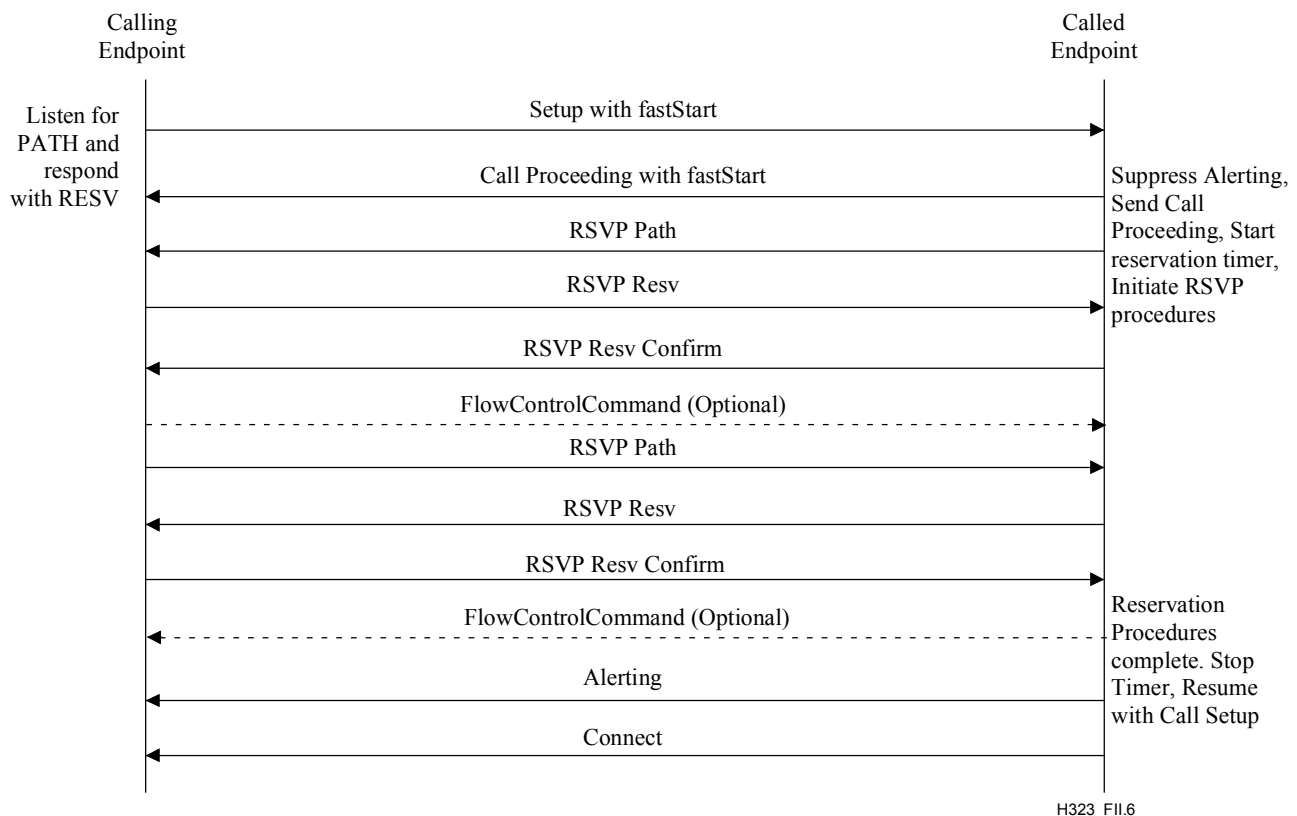 Calling
Endpoint
Called
Endpoint
Listen for
PATH and
respond
with RESV
Setup with fastStart
Call Proceeding with fastStart
Suppress Alerting,
Send Call
Proceeding, Start
reservation timer,
Initiate RSVP
procedures
RSVP Path
RSVP Resv
RSVP Resv Confirm
FlowControlCommand (Optional)
RSVP Path
RSVP Resv
RSVP Resv Confirm
FlowControlCommand (Optional)
Reservation
Procedures
complete. Stop
Timer, Resume
with Call Setup
Alerting
Connect
H323_FII.6